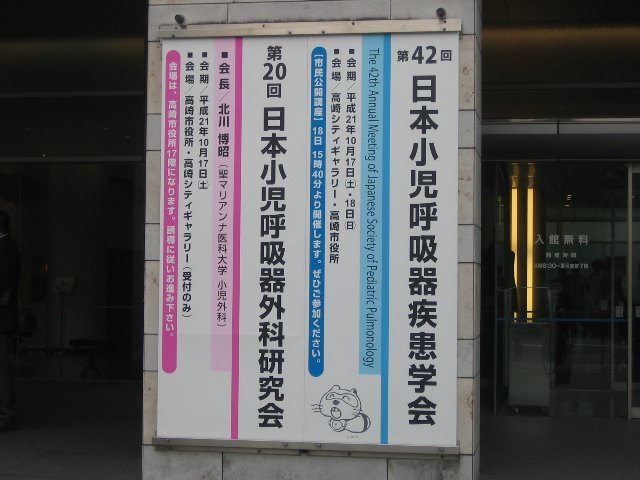 第42回 日本小児呼吸器疾患学会
The 42th Annual Meeting of Japanese Society of Pediatric Pulmonology
■会期／平成21年10月17日(土)・18日(日)
■会場／高崎シティギャラリー・高崎市役所
【市民公開講座】18日 15時40分より開催します。ぜひご参加ください。
第20回 日本小児呼吸器外科研究会
■会長／北川 博昭(聖マリアンナ医科大学 小児外科)
■会期／平成21年10月17日(土)
■会場／高崎市役所・高崎シティギャラリー(受付のみ)
会場は、高崎市役所17階になります。誘導に従いお進み下さい。
入館無料